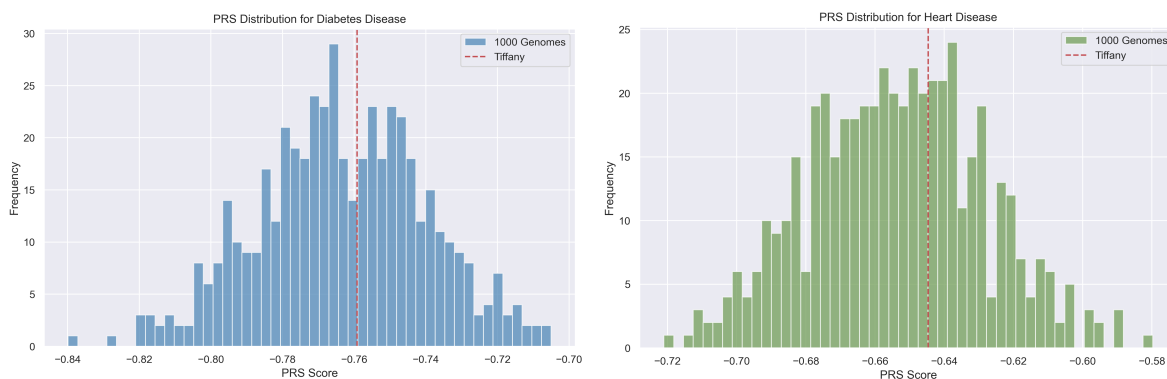 PRS Distribution for Diabetes Disease
30
25
20
15
10
5
0
Frequency
−0.84 −0.82 −0.80 −0.78 −0.76 −0.74 −0.72 −0.70
PRS Score
1000 Genomes
Tiffany
PRS Distribution for Heart Disease
25
20
15
10
5
0
Frequency
−0.72 −0.70 −0.68 −0.66 −0.64 −0.62 −0.60 −0.58
PRS Score
1000 Genomes
Tiffany